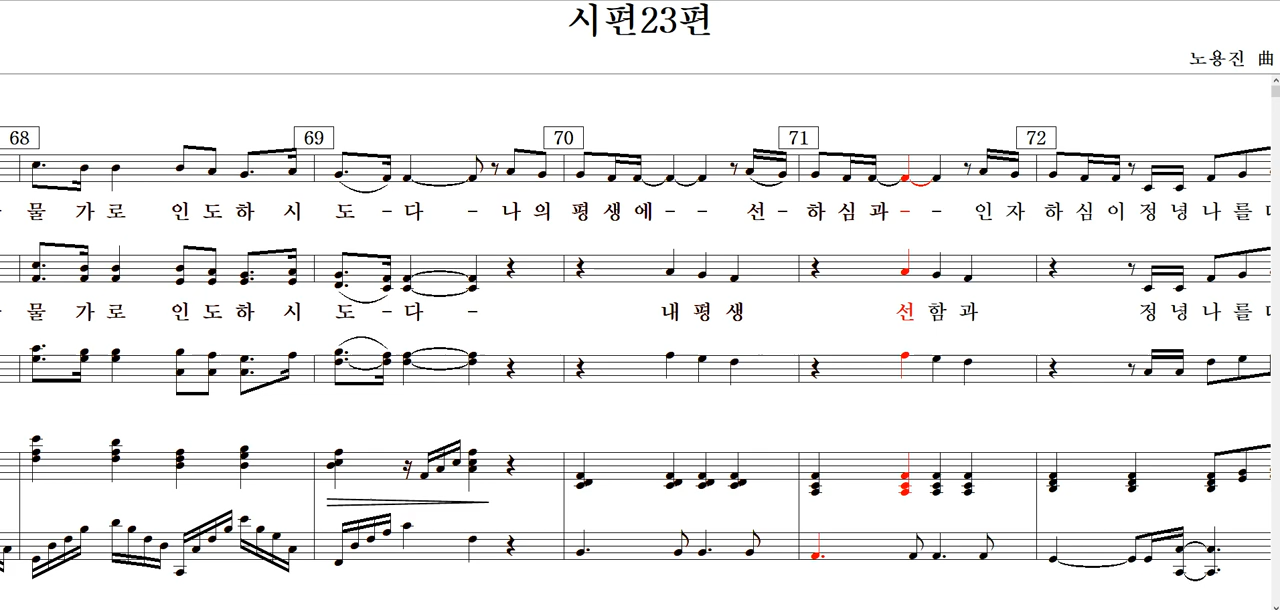 시편23편
노용진 曲
68 69 70 71 72
물 가 로 인 도 하 시 도 - 다 - 나 의 평 생 에 - - 선 - 하 심 과 - - 인 자 하 심 이 정 녕 나 를
물 가 로 인 도 하 시 도 - 다 - 내 평 생 선 함 과 정 녕 나 를